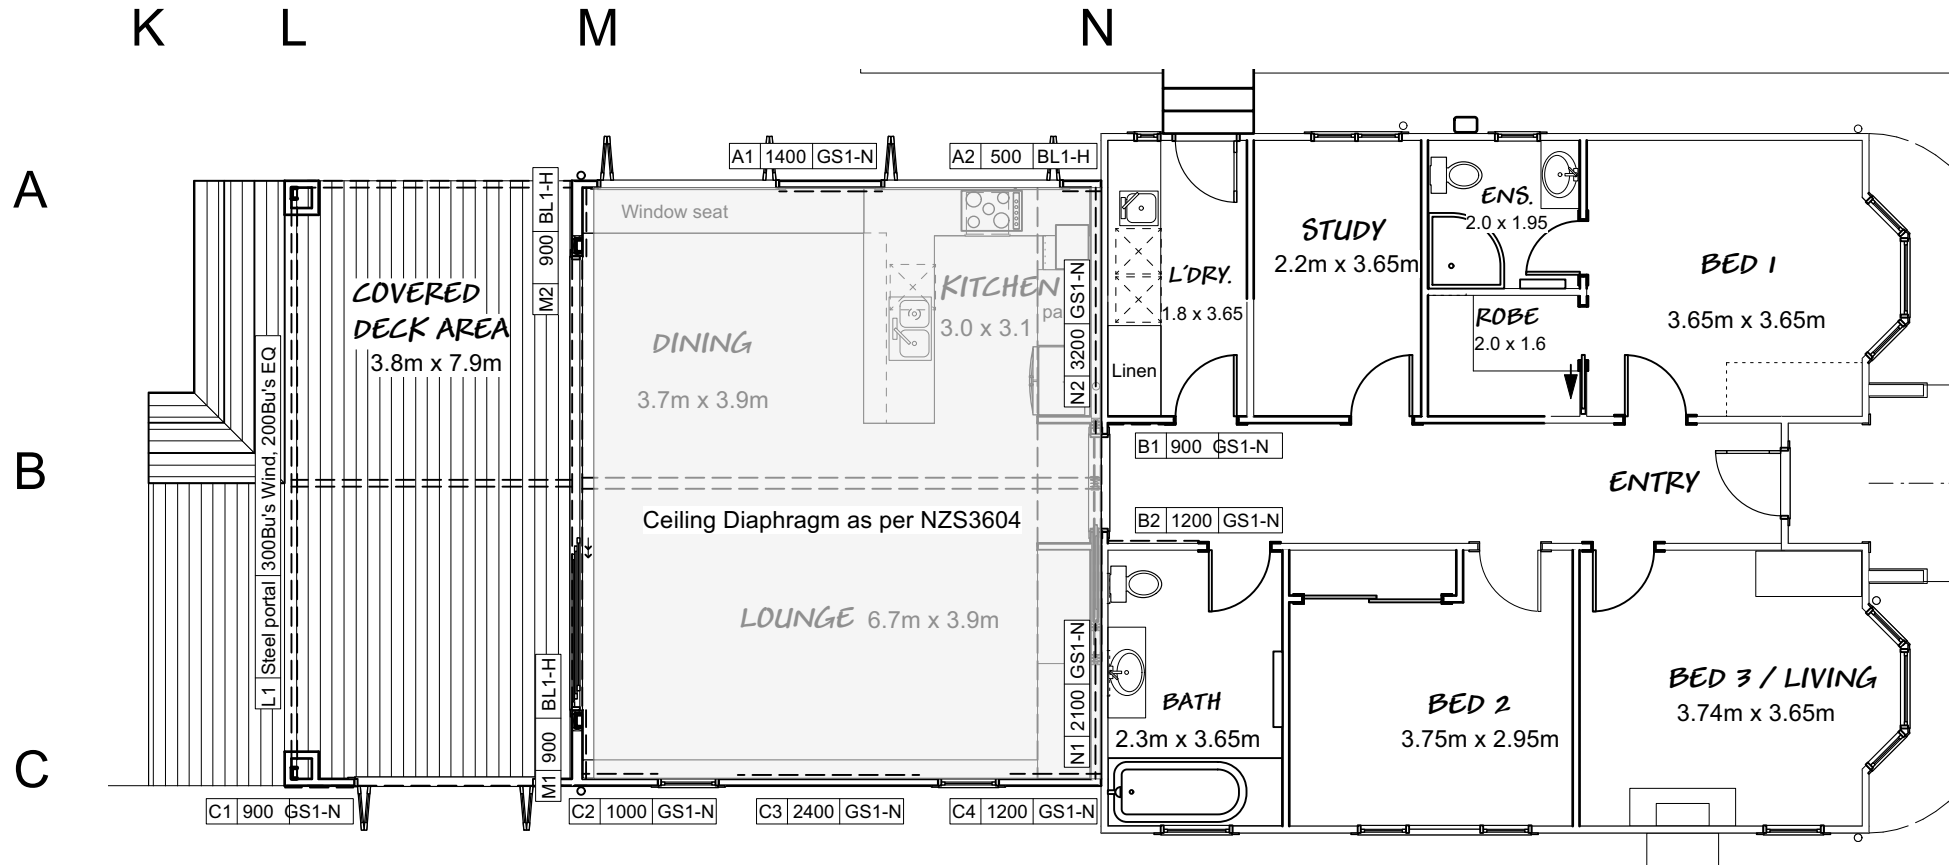 K L M N
A1 1400 GS1-N
A2 500 BL1-H
A
M2 900 BL1-H
Window seat
ENS.
2.0 x 1.95
STUDY
2.2m x 3.65m
BED 1
3.65m x 3.65m
L'DRY.
1.8 x 3.65
COVERED
DECK AREA
3.8m x 7.9m
KITCHEN
3.0 x 3.1
pa
N2 3200 GS1-N
DINING
3.7m x 3.9m
ROBE
2.0 x 1.6
Linen
L1 Steel portal 300Bu's Wind, 200Bu's EQ
B
B1 900 GS1-N
ENTRY
Ceiling Diaphragm as per NZS3604
B2 1200 GS1-N
LOUNGE 6.7m x 3.9m
N1 2100 GS1-N
M1 900 BL1-H
BATH
2.3m x 3.65m
BED 2
3.75m x 2.95m
BED 3 / LIVING
3.74m x 3.65m
C
C1 900 GS1-N
C2 1000 GS1-N
C3 2400 GS1-N
C4 1200 GS1-N